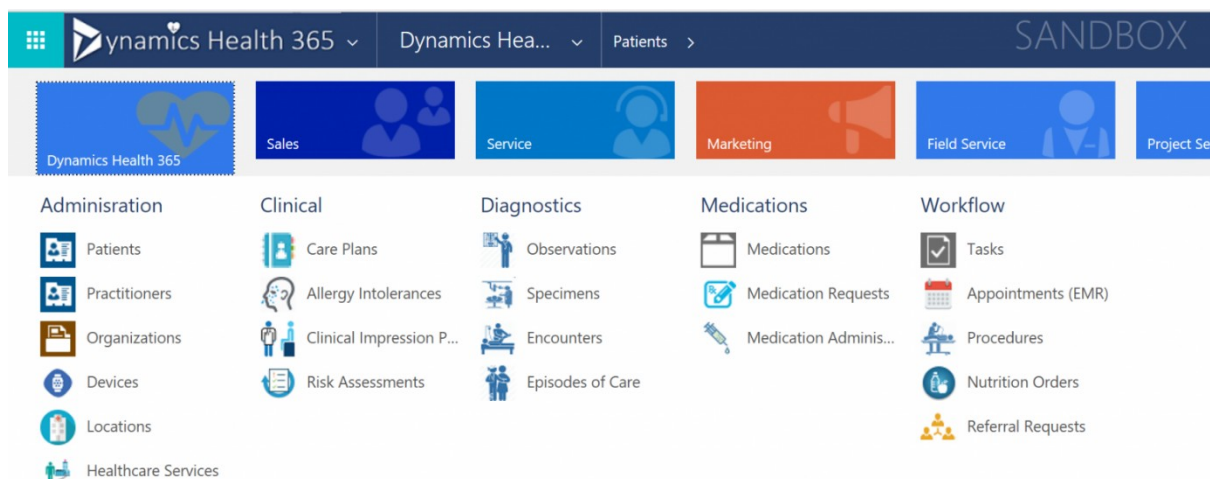 Dynamics Health 365
Dynamics Hea...
Patients >
SANDBOX
Dynamics Health 365
Sales
Service
Marketing
Field Service
Project Se
Adminisration
Patients
Practitioners
Organizations
Devices
Locations
Healthcare Services
Clinical
Care Plans
Allergy Intolerances
Clinical Impression P...
Risk Assessments
Diagnostics
Observations
Specimens
Encounters
Episodes of Care
Medications
Medications
Medication Requests
Medication Adminis...
Workflow
Tasks
Appointments (EMR)
Procedures
Nutrition Orders
Referral Requests